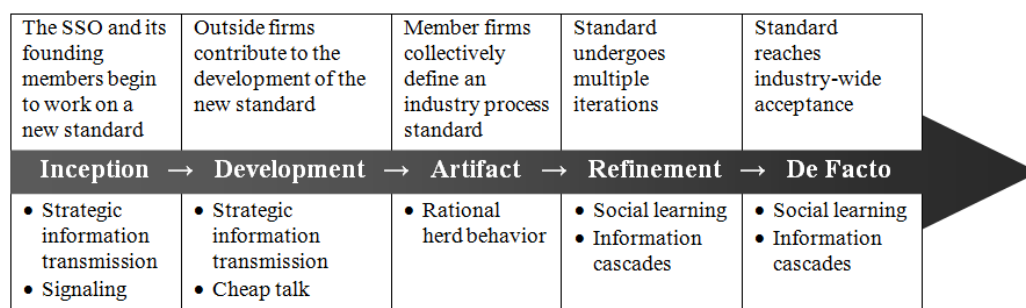 The SSO and its
founding
members begin
to work on a
new standard
Outside firms
contribute to the
development of the
new standard
Member firms
collectively
define an
industry process
standard
Standard
undergoes
multiple
iterations
Standard
reaches
industry-wide
acceptance
Inception → Development → Artifact → Refinement → De Facto
• Strategic
information
transmission
• Signaling
• Strategic
information
transmission
• Cheap talk
• Rational
herd behavior
• Social learning
• Information
cascades
• Social learning
• Information
cascades